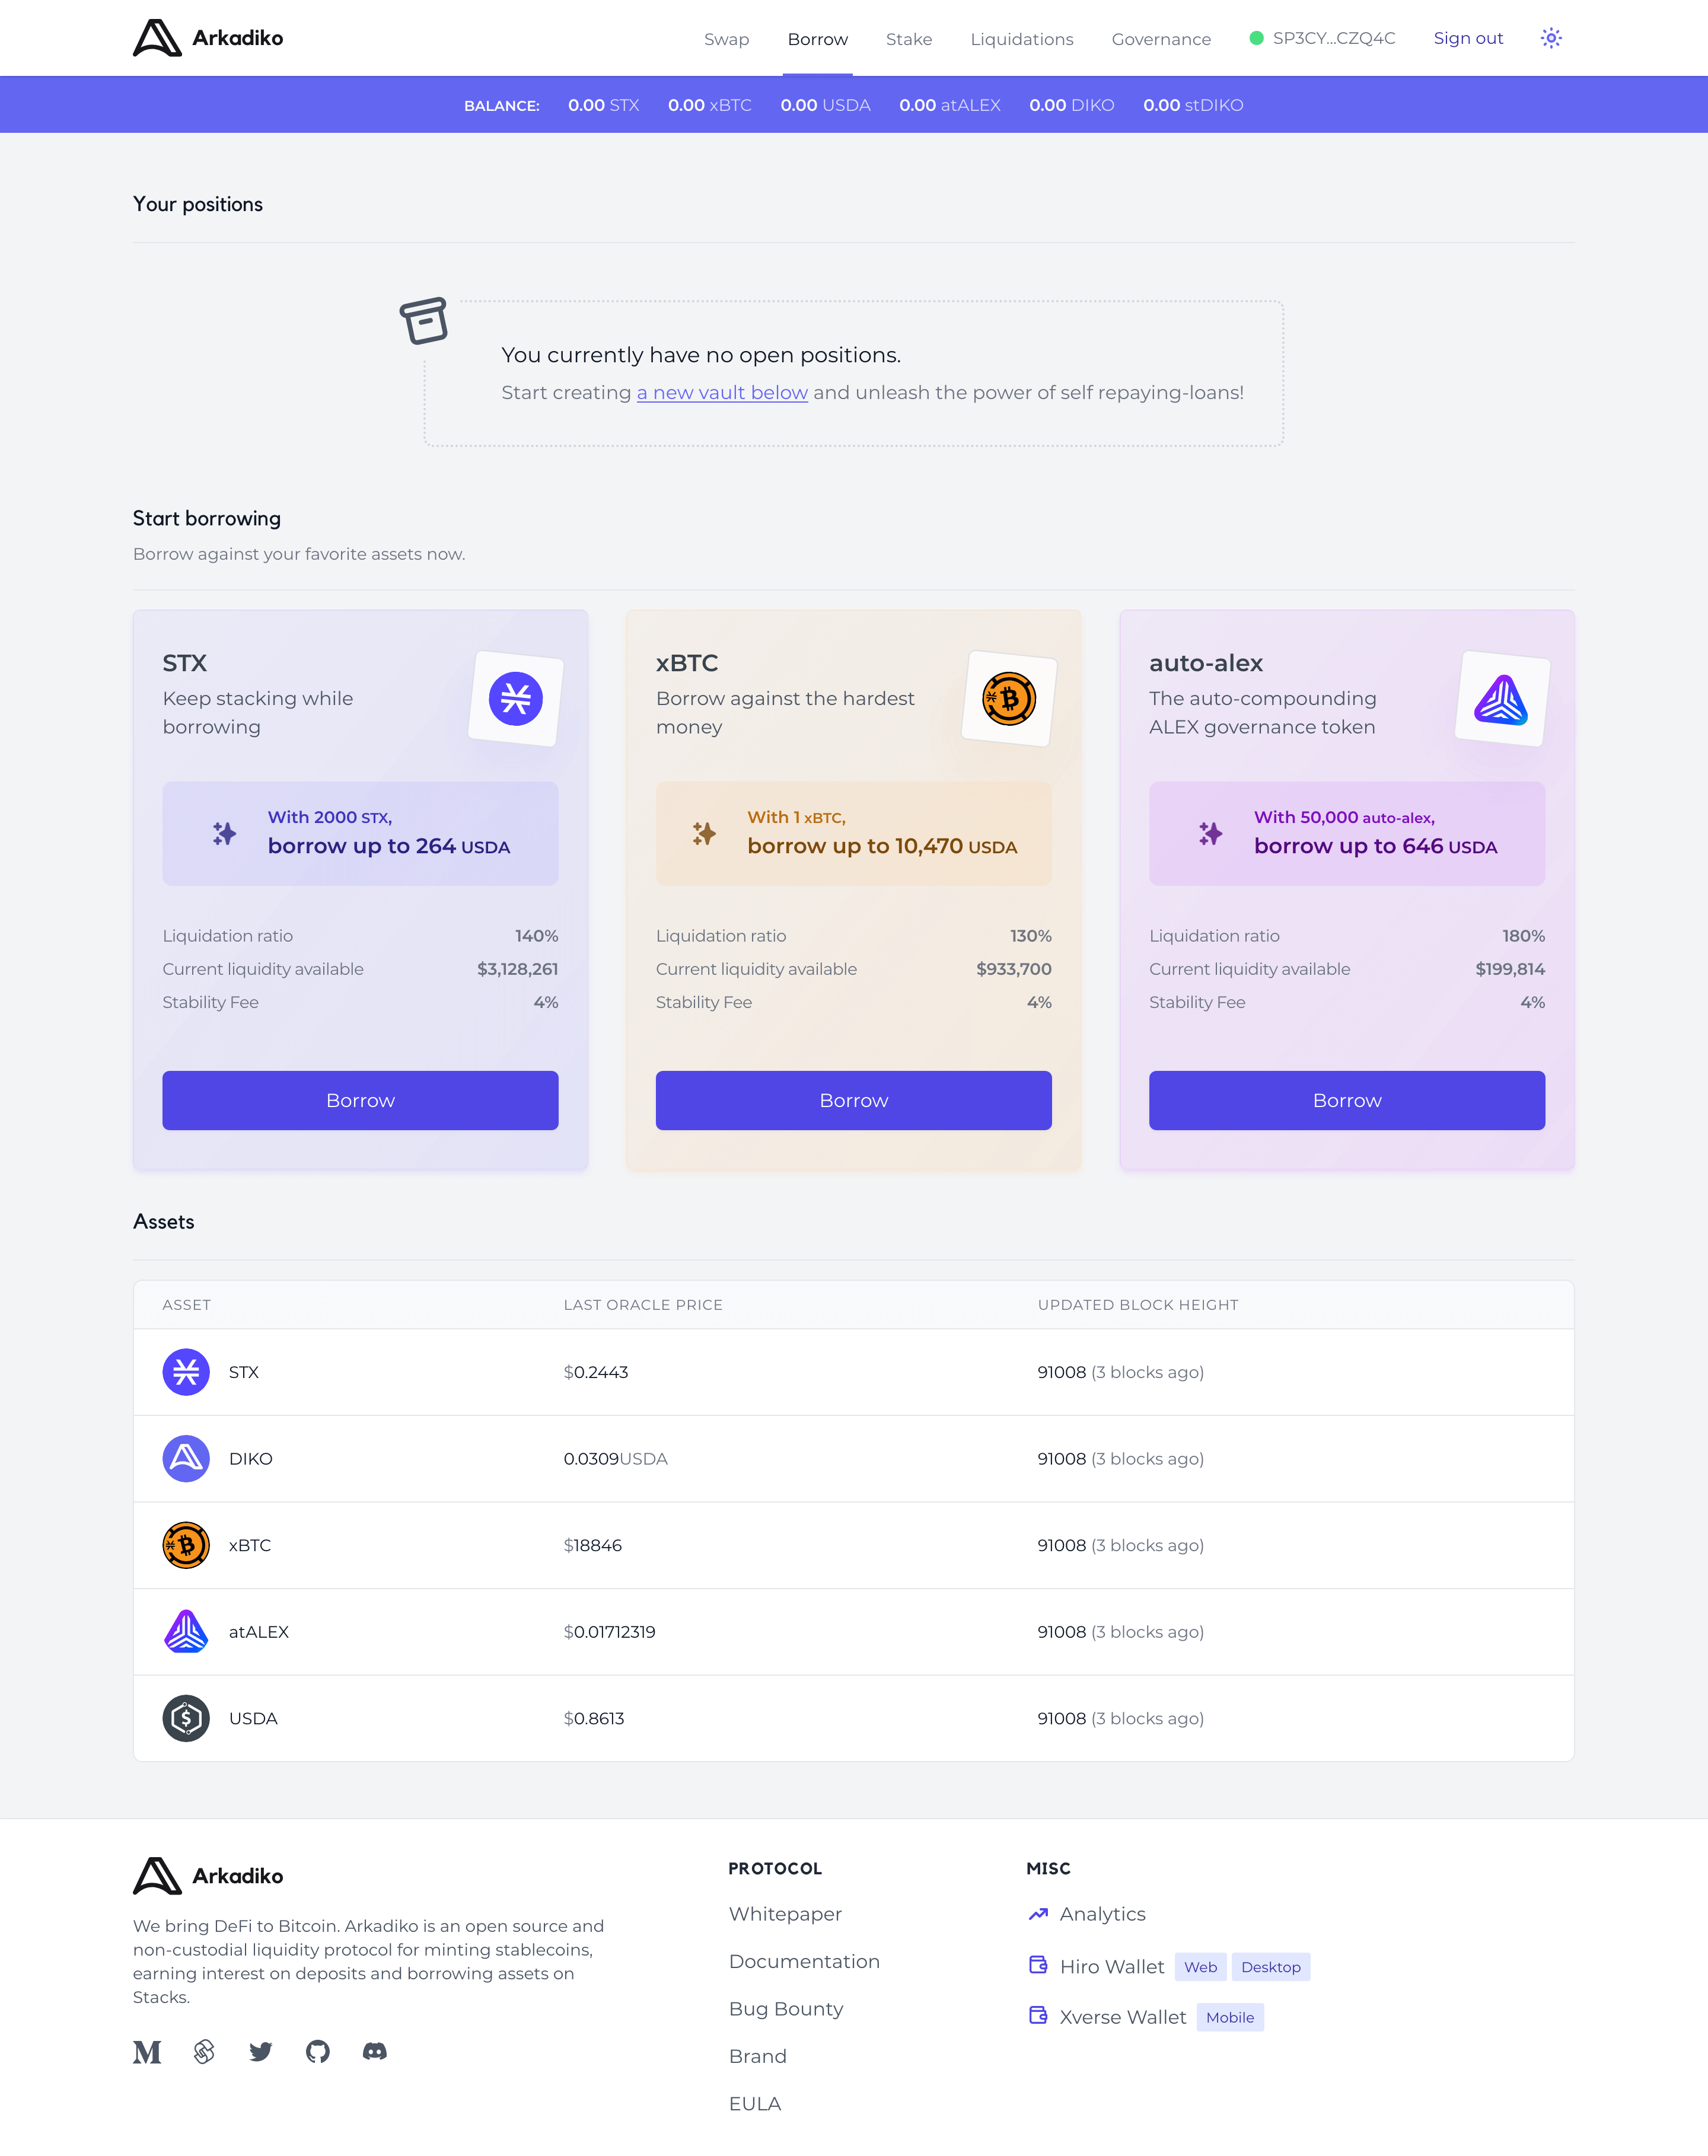 Arkadiko
Swap Borrow Stake Liquidations Governance SP3CY...CZQ4C Sign out
BALANCE: 0.00 STX 0.00 xBTC 0.00 USDA 0.00 atALEX 0.00 DIKO 0.00 stDIKO
Your positions
You currently have no open positions.
Start creating a new vault below and unleash the power of self repaying-loans!
Start borrowing
Borrow against your favorite assets now.
STX
Keep stacking while
borrowing
With 2000 STX,
borrow up to 264 USDA
Liquidation ratio 140%
Current liquidity available $3,128,261
Stability Fee 4%
Borrow
xBTC
Borrow against the hardest
money
With 1 xBTC,
borrow up to 10,470 USDA
Liquidation ratio 130%
Current liquidity available $933,700
Stability Fee 4%
Borrow
auto-alex
The auto-compounding
ALEX governance token
With 50,000 auto-alex,
borrow up to 646 USDA
Liquidation ratio 180%
Current liquidity available $199,814
Stability Fee 4%
Borrow
Assets
ASSET LAST ORACLE PRICE UPDATED BLOCK HEIGHT
STX $0.2443 91008 (3 blocks ago)
DIKO 0.0309USDA 91008 (3 blocks ago)
xBTC $18846 91008 (3 blocks ago)
atALEX $0.01712319 91008 (3 blocks ago)
USDA $0.8613 91008 (3 blocks ago)
Arkadiko
We bring DeFi to Bitcoin. Arkadiko is an open source and
non-custodial liquidity protocol for minting stablecoins,
earning interest on deposits and borrowing assets on
Stacks.
PROTOCOL
Whitepaper
Documentation
Bug Bounty
Brand
EULA
MISC
Analytics
Hiro Wallet Web Desktop
Xverse Wallet Mobile